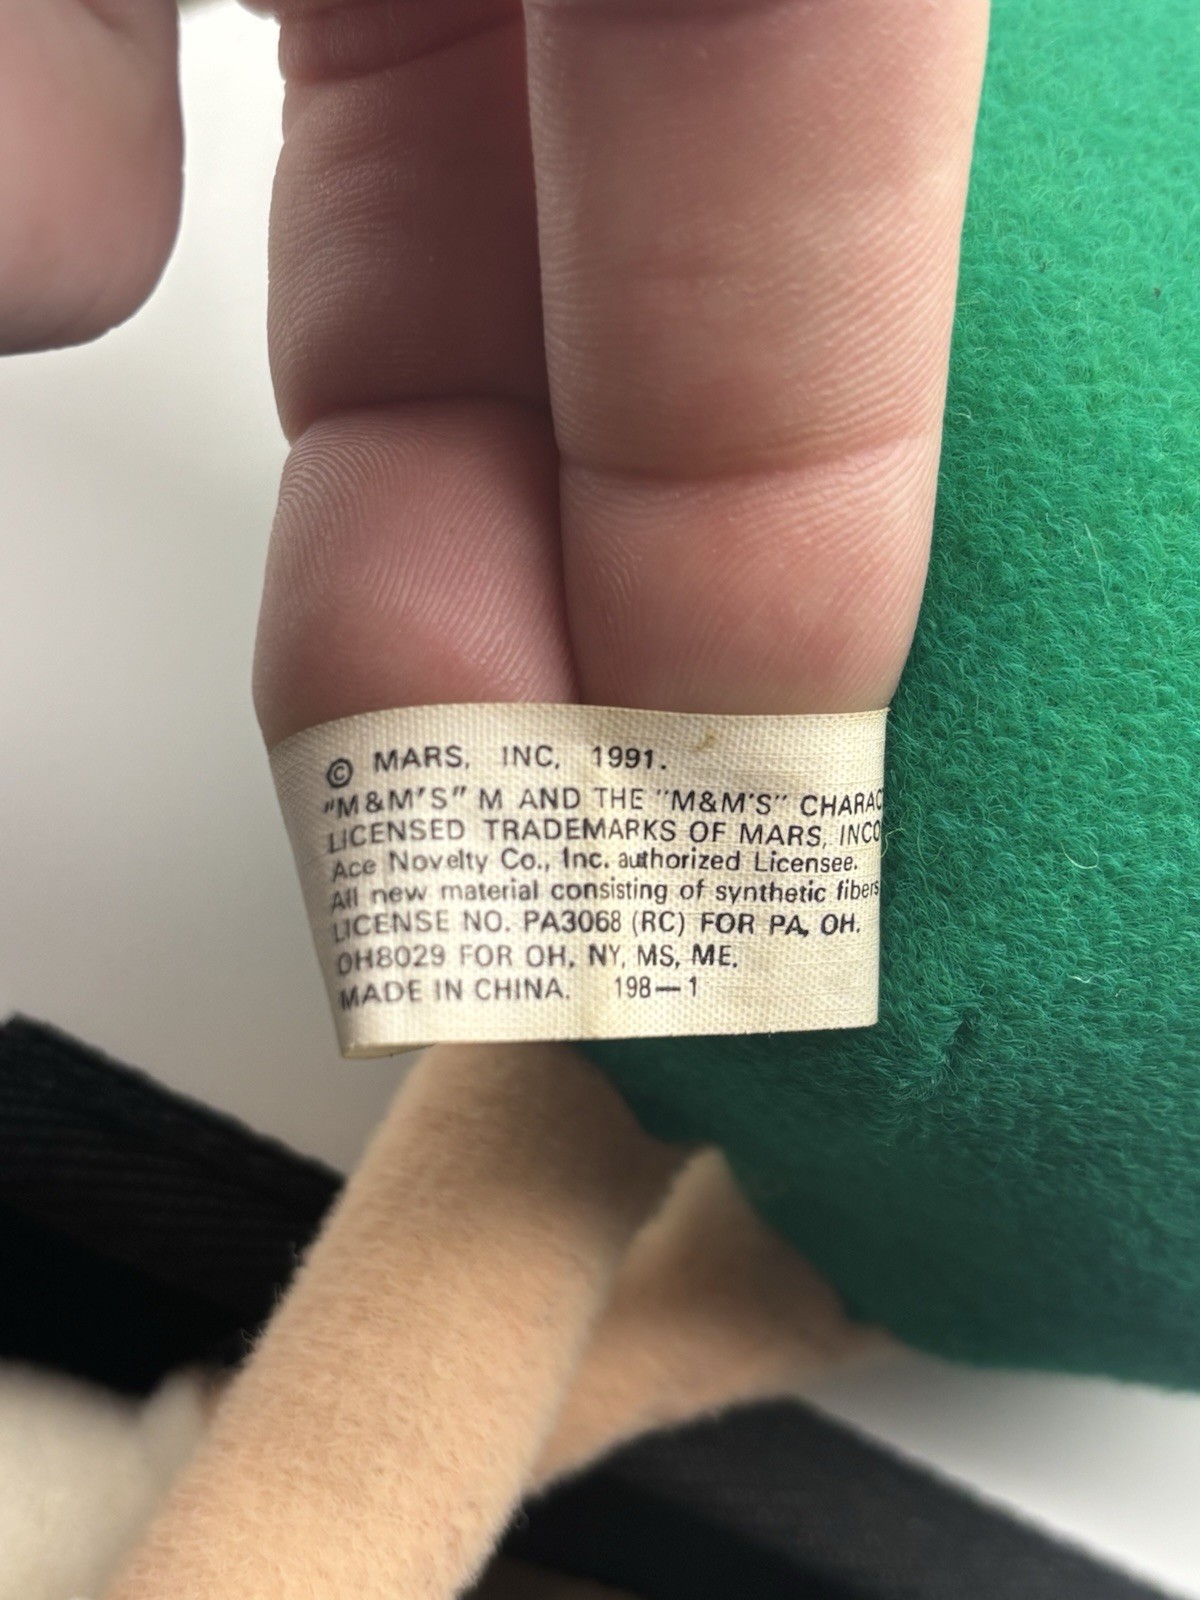 © MARS, INC, 1991.
"M&M'S" M AND THE "M&M'S" CHARAC
LICENSED TRADEMARKS OF MARS, INCO
Ace Novelty Co., Inc. authorized Licensee.
All new material consisting of synthetic fibers
LICENSE NO. PA3068 (RC) FOR PA, OH.
OH8029 FOR OH, NY, MS, ME,
MADE IN CHINA. 198—1